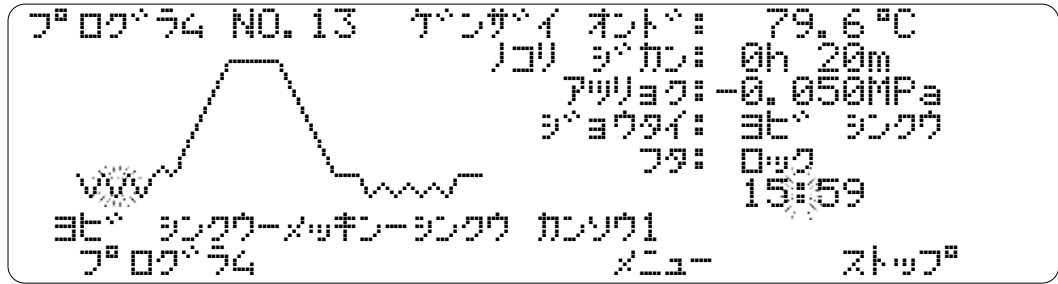 プログラム NO.13 ゲンザイ オンド: 79.6℃
ノコリ ジカン: 0h 20m
アツリョク:-0.050MPa
ジョウタイ: ヨビ シンクウ
フタ: ロック
15:59
ヨビ シンクウーメッキンーシンクウ カンソウ1
プログラム メニュー ストップ